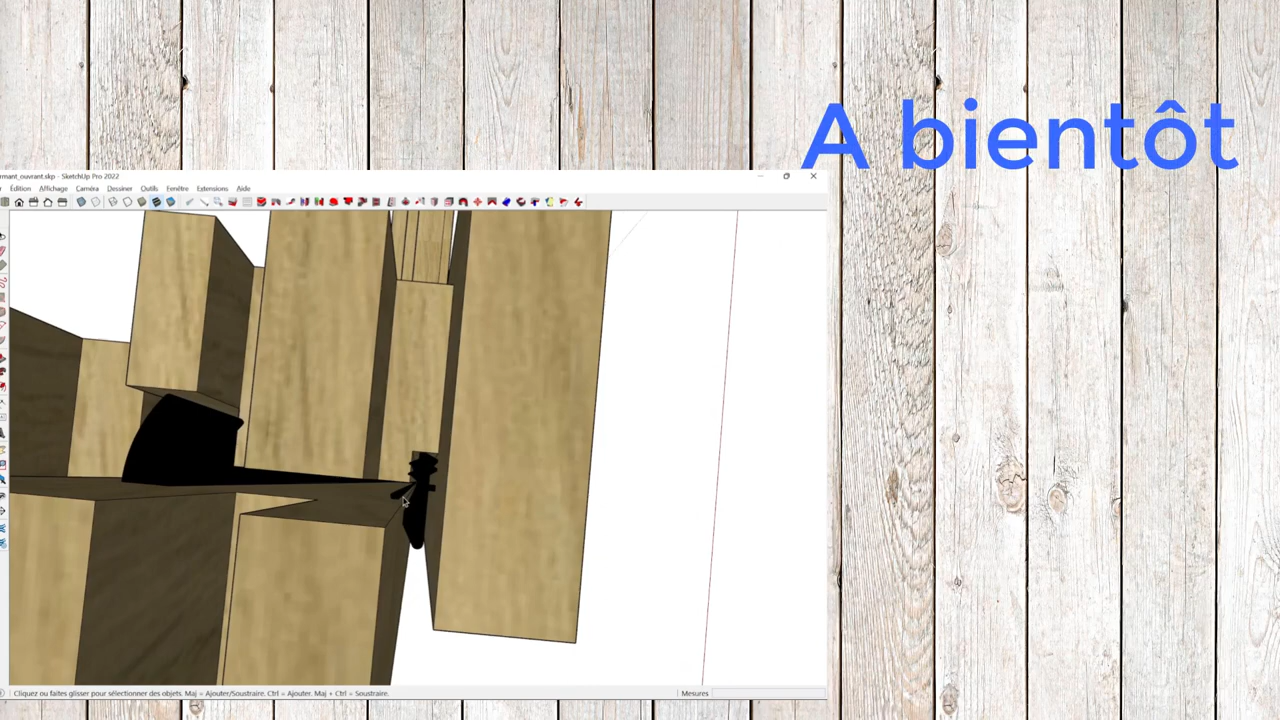 A bientôt
rmant_ouvrant.skp - SketchUp Pro 2022
Édition Affichage Caméra Dessiner Outils Fenêtre Extensions Aide
Cliquez ou faites glisser pour sélectionner des objets. Maj = Ajouter/Soustraire. Ctrl = Ajouter. Maj + Ctrl = Soustraire. Mesures